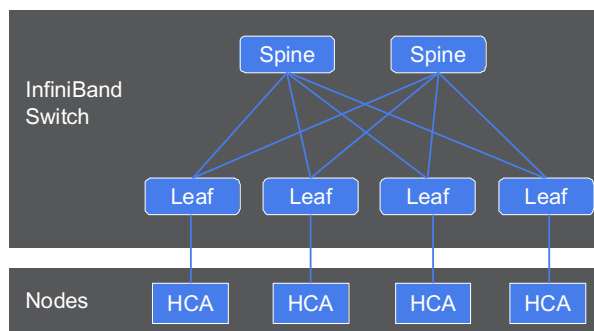 Spine Spine
InfiniBand
Switch
Leaf Leaf Leaf Leaf
Nodes HCA HCA HCA HCA